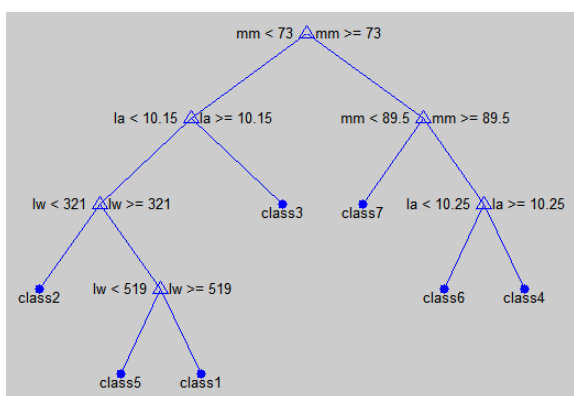 mm < 73 mm >= 73
la < 10.15 la >= 10.15 mm < 89.5 mm >= 89.5
lw < 321 lw >= 321 class3 class7 la < 10.25 la >= 10.25
class2 lw < 519 lw >= 519 class6 class4
class5 class1